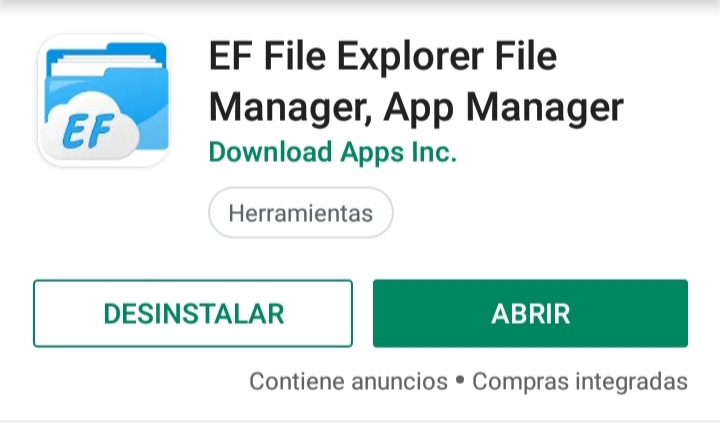 EF
EF File Explorer File
Manager, App Manager
Download Apps Inc.
Herramientas
DESINSTALAR
ABRIR
Contiene anuncios • Compras integradas